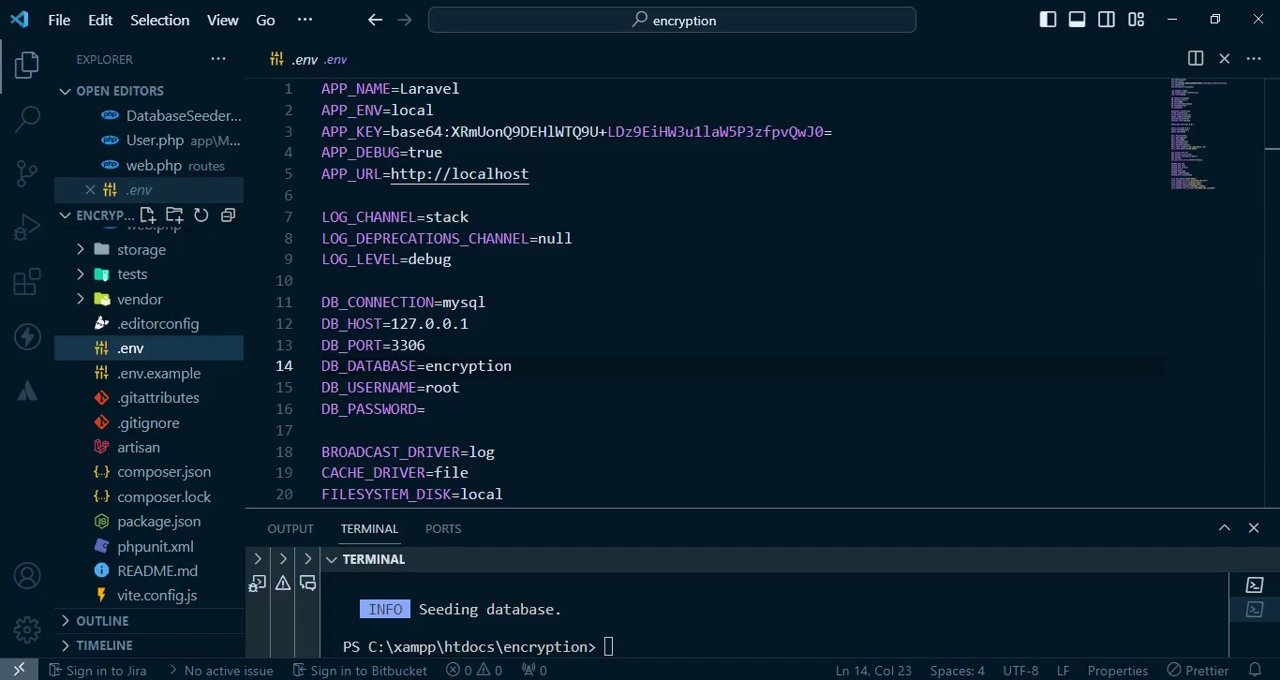 File Edit Selection View Go ··· encryption
EXPLORER ···
OPEN EDITORS
DatabaseSeeder...
User.php app\M...
web.php routes
.env
ENCRYP...
web.php
storage
tests
vendor
.editorconfig
.env
.env.example
.gitattributes
.gitignore
artisan
composer.json
composer.lock
package.json
phpunit.xml
README.md
vite.config.js
OUTLINE
TIMELINE
.env .env
1 APP_NAME=Laravel
2 APP_ENV=local
3 APP_KEY=base64:XRmUonQ9DEHlWTQ9U+LDz9EiHW3u1laW5P3zfpvQwJ0=
4 APP_DEBUG=true
5 APP_URL=http://localhost
6
7 LOG_CHANNEL=stack
8 LOG_DEPRECATIONS_CHANNEL=null
9 LOG_LEVEL=debug
10
11 DB_CONNECTION=mysql
12 DB_HOST=127.0.0.1
13 DB_PORT=3306
14 DB_DATABASE=encryption
15 DB_USERNAME=root
16 DB_PASSWORD=
17
18 BROADCAST_DRIVER=log
19 CACHE_DRIVER=file
20 FILESYSTEM_DISK=local
OUTPUT TERMINAL PORTS
TERMINAL
INFO Seeding database.
PS C:\xampp\htdocs\encryption>
Sign in to Jira No active issue Sign in to Bitbucket 0 0 0 Ln 14, Col 23 Spaces: 4 UTF-8 LF Properties Prettier